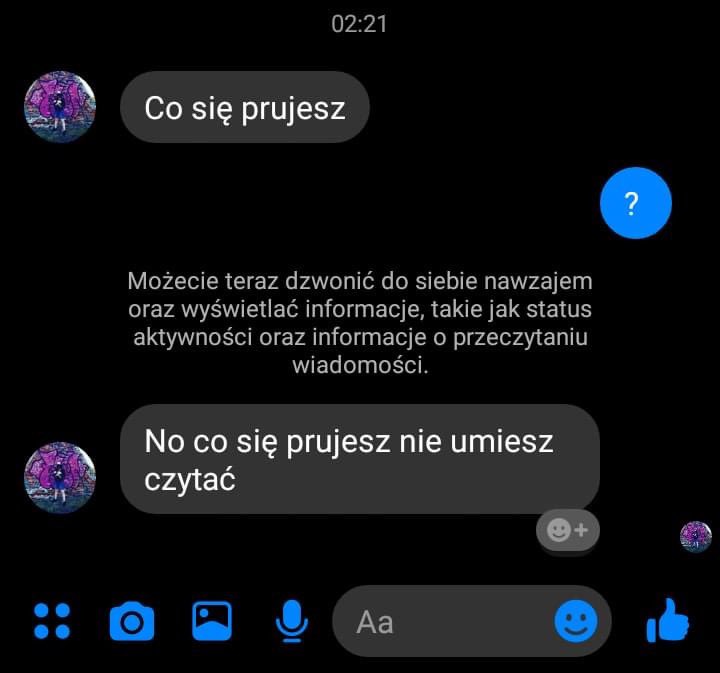 02:21
Co się prujesz
?
Możecie teraz dzwonić do siebie nawzajem
oraz wyświetlać informacje, takie jak status
aktywności oraz informacje o przeczytaniu
wiadomości.
No co się prujesz nie umiesz
czytać
Aa